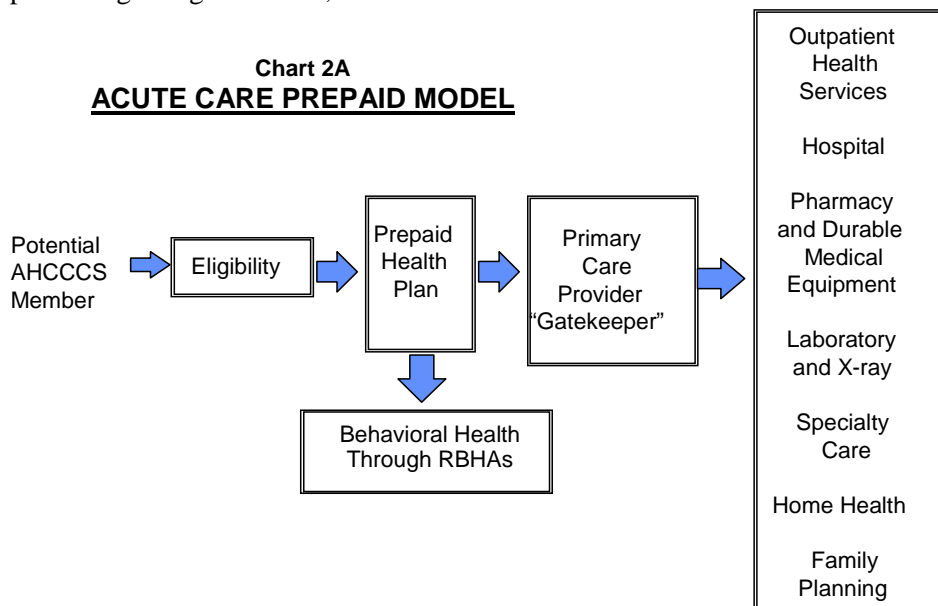 Chart 2A
ACUTE CARE PREPAID MODEL
Potential
AHCCCS
Member
Eligibility
Prepaid
Health
Plan
Primary
Care
Provider
“Gatekeeper”
Behavioral Health
Through RBHAs
Outpatient
Health
Services
Hospital
Pharmacy
and Durable
Medical
Equipment
Laboratory
and X-ray
Specialty
Care
Home Health
Family
Planning